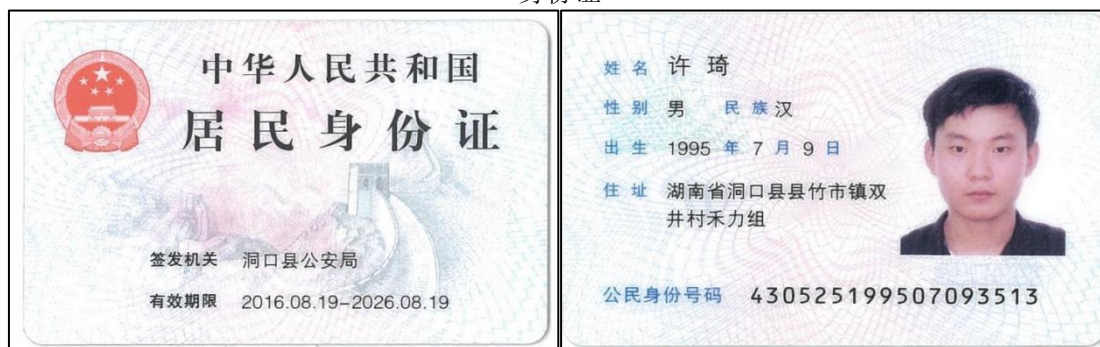 身份证
中华人民共和国
居民身份证
签发机关 洞口县公安局
有效期限 2016.08.19-2026.08.19
姓名 许琦
性别 男 民族 汉
出生 1995 年 7 月 9 日
住址 湖南省洞口县县竹市镇双
井村禾力组
公民身份号码 430525199507093513